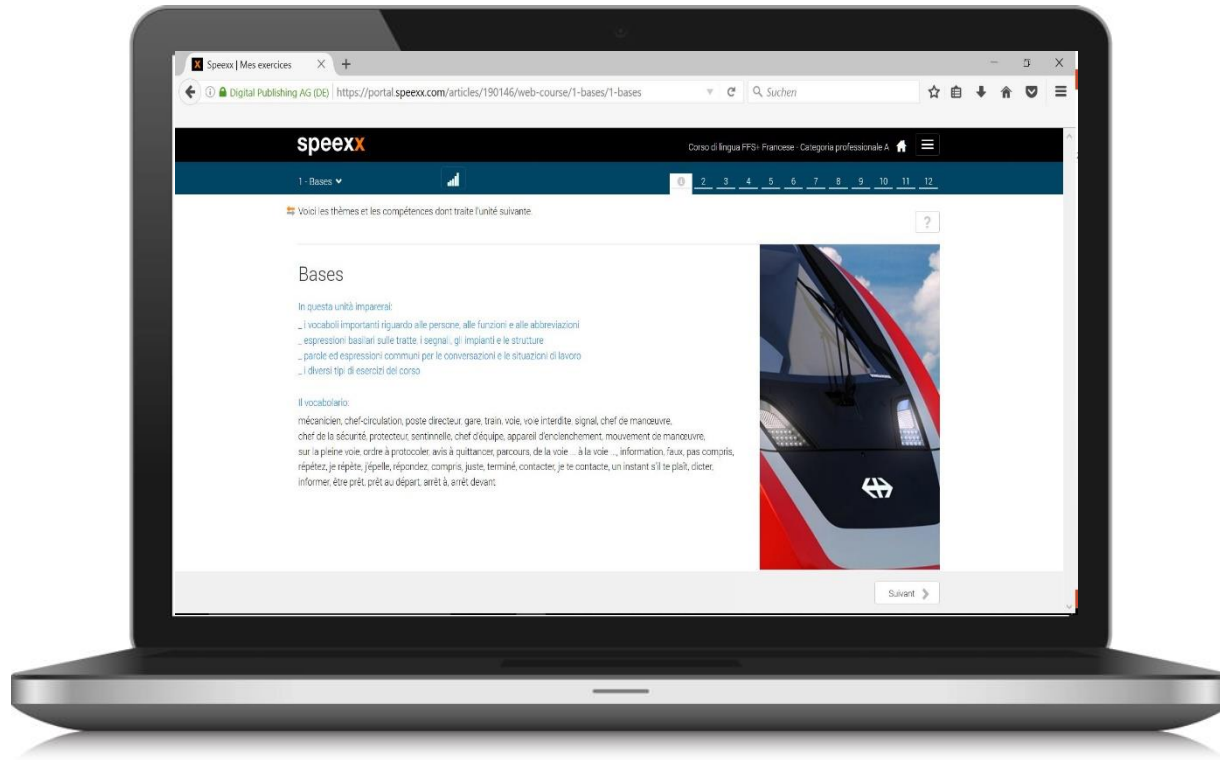 Speexx | Mes exercices
Digital Publishing AG (DE)
https://portal.speexx.com/articles/190146/web-course/1-bases/1-bases
Suchen
speexx
Corso di lingua FFS+ Francese - Categoria professionale A
1 - Bases
2 3 4 5 6 7 8 9 10 11 12
Voici les thèmes et les compétences dont traite l'unité suivante.
?
Bases
In questa unità imparerai:
_ i vocaboli importanti riguardo alle persone, alle funzioni e alle abbreviazioni
_ espressioni basilari sulle tratte, i segnali, gli impianti e le strutture
_ parole ed espressioni communi per le conversazioni e le situazioni di lavoro
_ i diversi tipi di esercizi del corso
Il vocabolario:
mécanicien, chef-circulation, poste directeur, gare, train, voie, voie interdite, signal, chef de manœuvre,
chef de la sécurité, protecteur, sentinelle, chef d'équipe, appareil d'enclenchement, mouvement de manœuvre,
sur la pleine voie, ordre à protocoler, avis à quittancer, parcours, de la voie ... à la voie ..., information, faux, pas compris,
répétez, je répète, j'épelle, répondez, compris, juste, terminé, contacter, je te contacte, un instant s'il te plaît, dicter,
informer, être prêt, prêt au départ, arrêt à, arrêt devant
Suivant